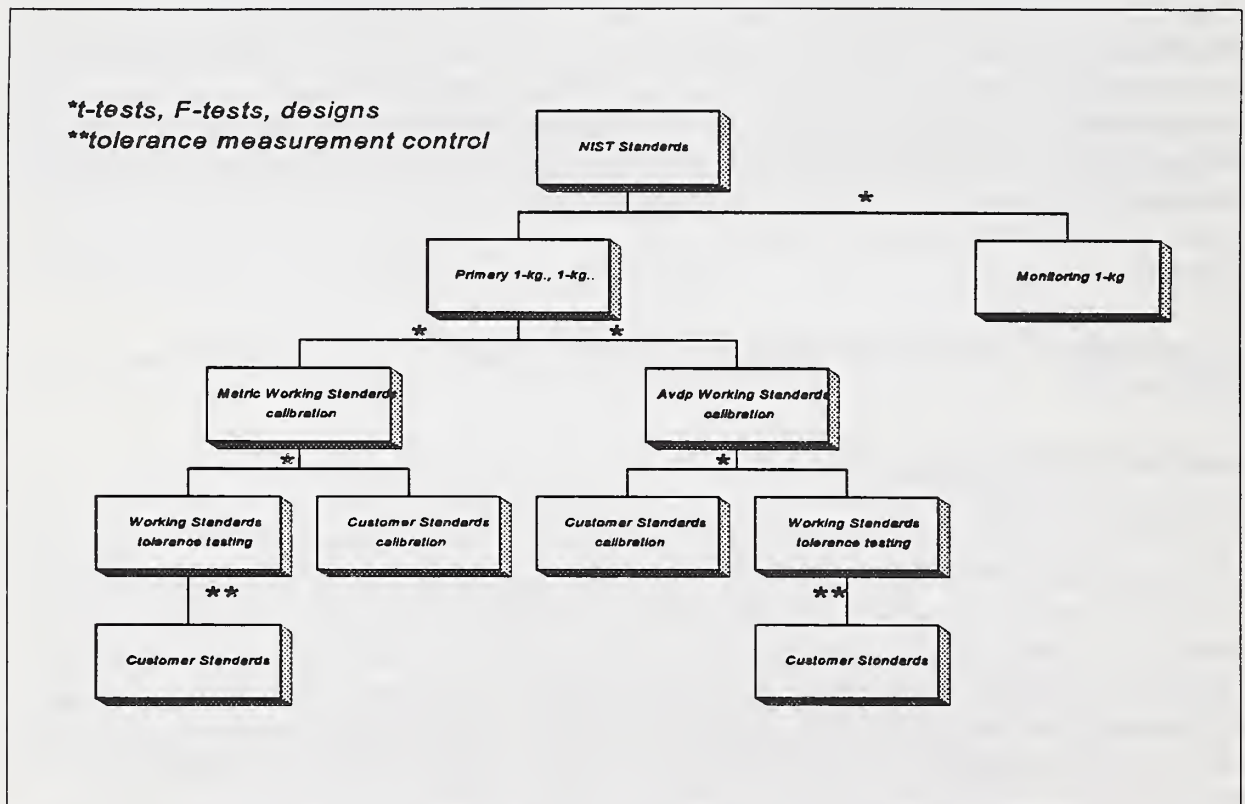 *t-tests, F-tests, designs
**tolerance measurement control
NIST Standards
*
Primary 1-kg., 1-kg..
Monitoring 1-kg
* *
Metric Working Standards
calibration
Avdp Working Standards
calibration
* *
Working Standards
tolerance testing
Customer Standards
calibration
Customer Standards
calibration
Working Standards
tolerance testing
** **
Customer Standards
Customer Standards